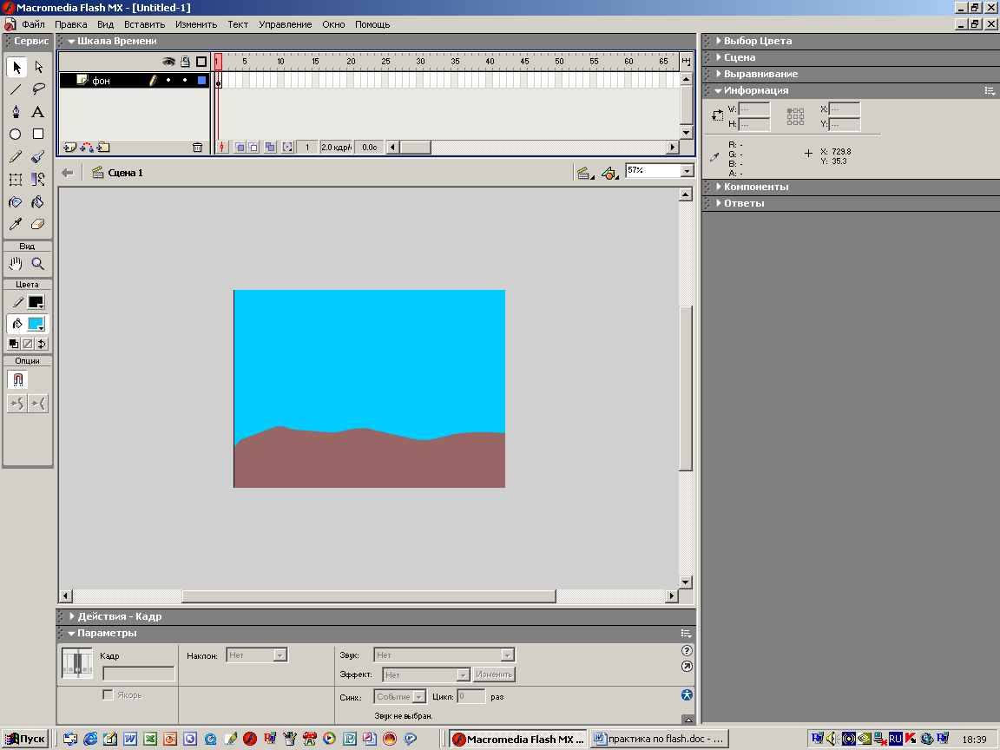 Macromedia Flash MX - [Untitled-1]
Файл Правка Вид Вставить Изменить Тект Управление Окно Помощь
Сервис
Шкала Времени
1 5 10 15 20 25 30 35 40 45 50 55 60 65
фон
1 2.0 кдр/ 0.0с
Сцена 1
57%
Вид
Цвета
Опции
Выбор Цвета
Сцена
Выравнивание
Информация
W: --- X: ---
H: --- Y: ---
R: -
G: - X: 729.8
B: - Y: 35.3
A: -
Компоненты
Ответы
Действия - Кадр
Параметры
Кадр
Наклон: Нет
Звук: Нет
Эффект: Нет Изменить
Якорь
Синх.: Событие Цикл: 0 раз
Звук не выбран.
Пуск
Macromedia Flash MX ...
практика по flash.doc - ...
RU
18:39